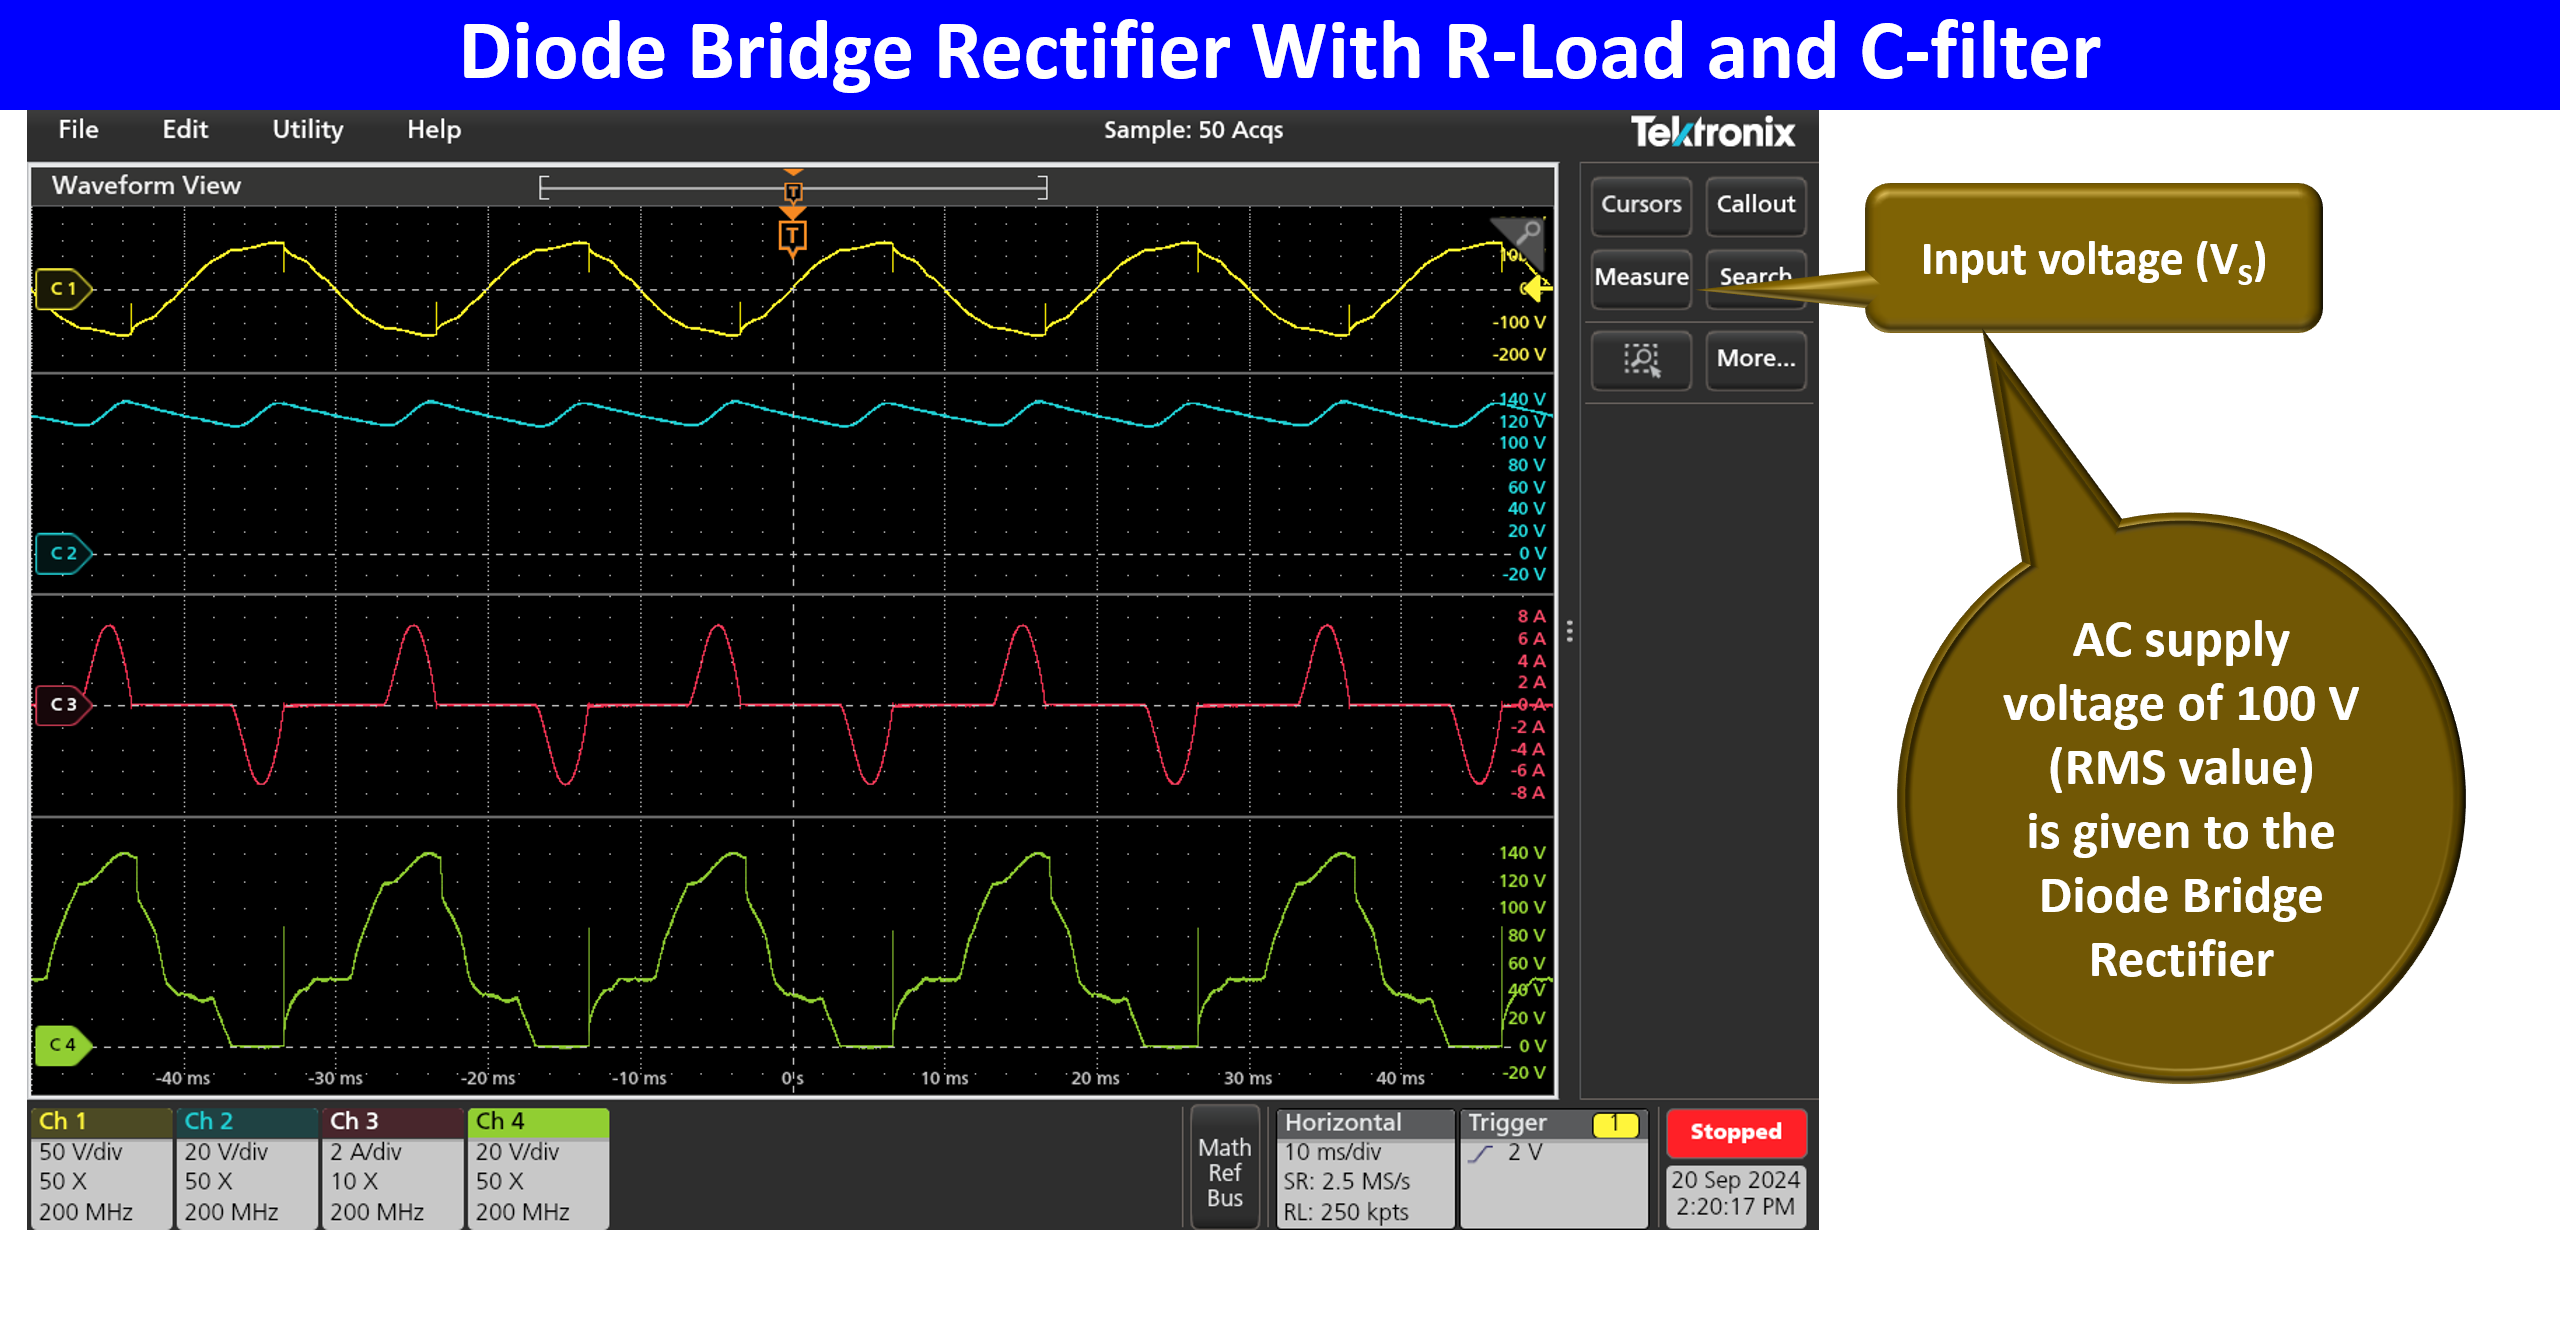 Diode Bridge Rectifier With R-Load and C-filter
File Edit Utility Help
Sample: 50 Acqs
Tektronix
Waveform View
Cursors Callout
Measure Search
More...
T
T
C 1
0
-100 V
-200 V
C 2
140 V
120 V
100 V
80 V
60 V
40 V
20 V
0 V
-20 V
C 3
8 A
6 A
4 A
2 A
0 A
-2 A
-4 A
-6 A
-8 A
C 4
140 V
120 V
100 V
80 V
60 V
40 V
20 V
0 V
-20 V
-40 ms -30 ms -20 ms -10 ms 0 s 10 ms 20 ms 30 ms 40 ms
Ch 1
50 V/div
50 X
200 MHz
Ch 2
20 V/div
50 X
200 MHz
Ch 3
2 A/div
10 X
200 MHz
Ch 4
20 V/div
50 X
200 MHz
Math
Ref
Bus
Horizontal
10 ms/div
SR: 2.5 MS/s
RL: 250 kpts
Trigger 1
2 V
Stopped
20 Sep 2024
2:20:17 PM
Input voltage (Vs)
AC supply
voltage of 100 V
(RMS value)
is given to the
Diode Bridge
Rectifier